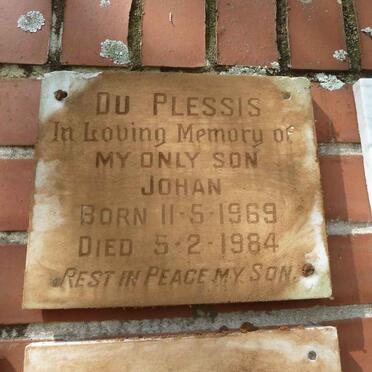 DU PLESSIS
In Loving Memory of
MY ONLY SON
JOHAN
BORN 11-5-1969
DIED 5-2-1984
REST IN PEACE MY SON.